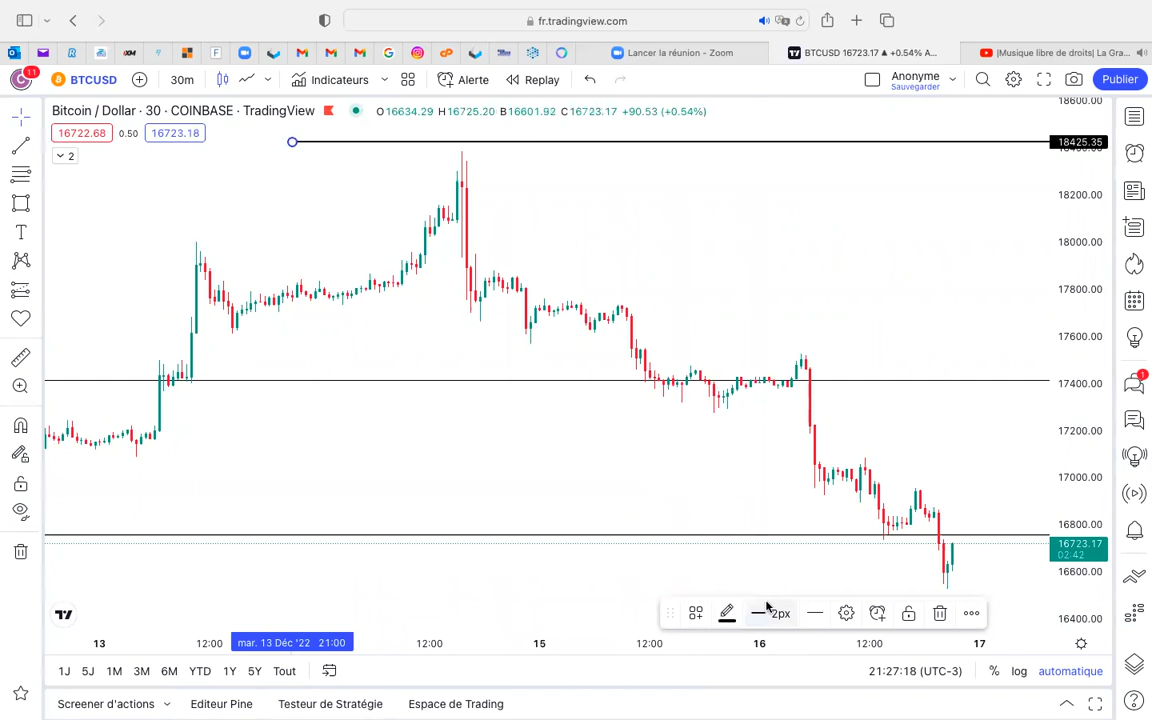 fr.tradingview.com
Lancer la réunion - Zoom
BTCUSD 16723.17 ▲ +0.54% A...
|Musique libre de droits| La Gra...
11
BTCUSD
30m
Indicateurs
Alerte
Replay
Anonyme
Sauvegarder
Publier
Bitcoin / Dollar · 30 · COINBASE · TradingView
O16634.29 H16725.20 B16601.92 C16723.17 +90.53 (+0.54%)
16722.68
0.50
16723.18
2
18600.00
18425.35
18200.00
18000.00
17800.00
17600.00
17400.00
17200.00
17000.00
16800.00
16723.17
02:42
16600.00
16400.00
1
2px
13
12:00
mar. 13 Déc '22 21:00
12:00
15
12:00
16
12:00
17
1J
5J
1M
3M
6M
YTD
1Y
5Y
Tout
21:27:18 (UTC-3)
%
log
automatique
Screener d'actions
Editeur Pine
Testeur de Stratégie
Espace de Trading